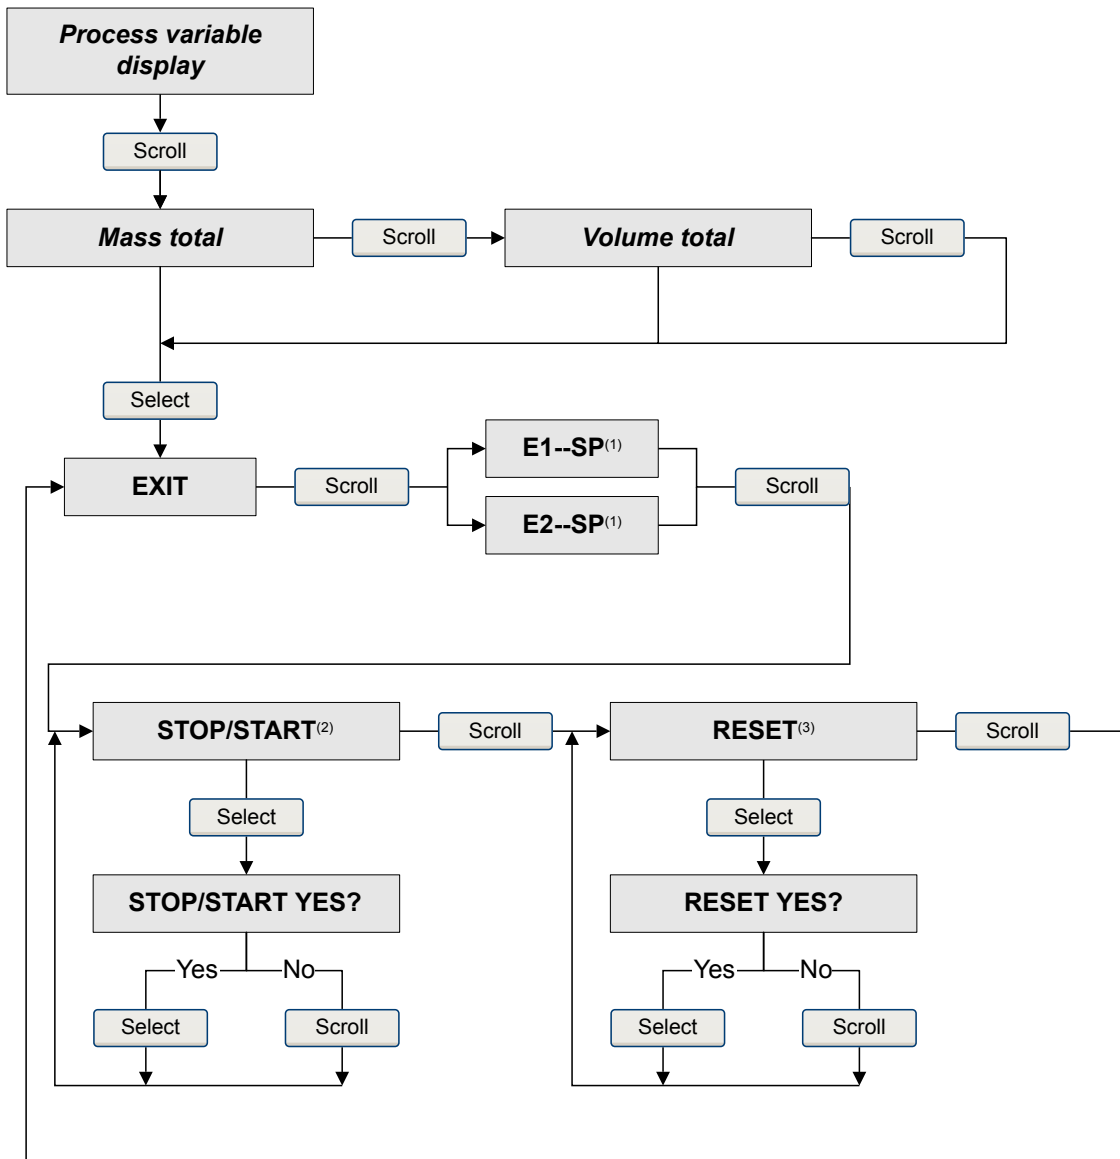 Process variable
display
Scroll
Mass total
Scroll
Volume total
Scroll
Select
EXIT
Scroll
E1--SP(1)
E2--SP(1)
Scroll
STOP/START(2)
Scroll
RESET(3)
Scroll
Select
Select
STOP/START YES?
RESET YES?
Yes
No
Yes
No
Select
Scroll
Select
Scroll